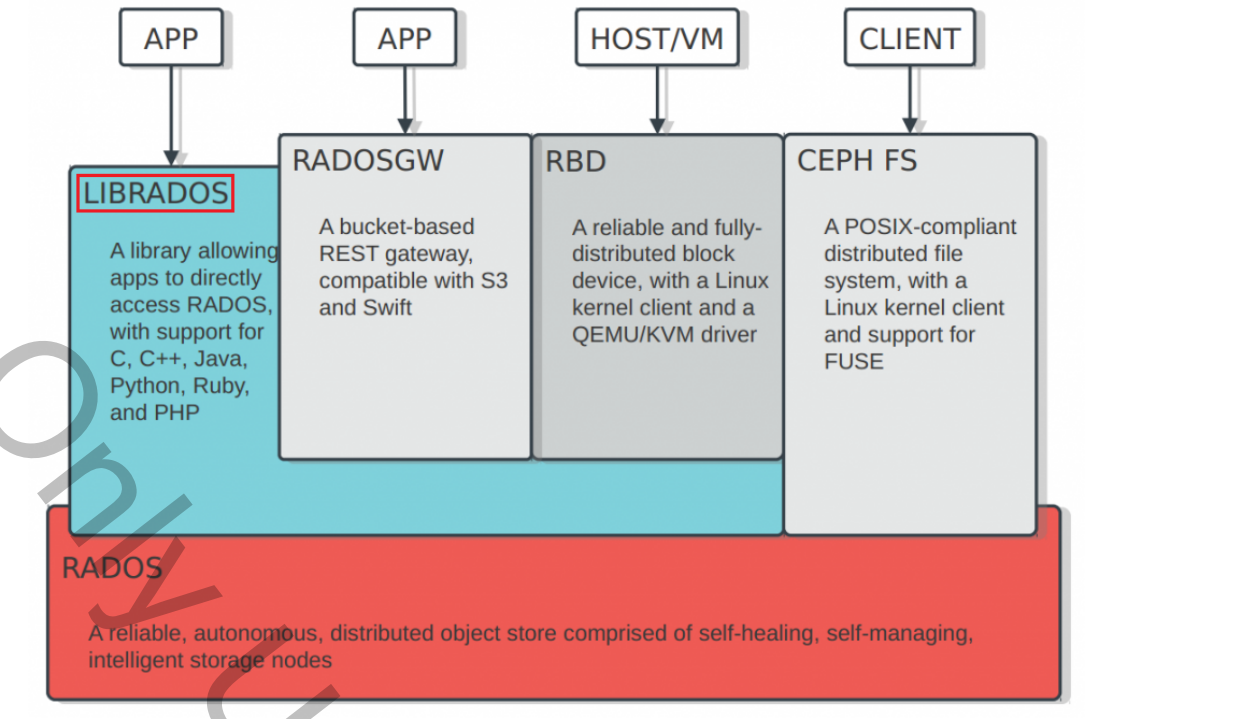 APP
APP
HOST/VM
CLIENT
LIBRADOS
A library allowing
apps to directly
access RADOS,
with support for
C, C++, Java,
Python, Ruby,
and PHP
RADOSGW
A bucket-based
REST gateway,
compatible with S3
and Swift
RBD
A reliable and fully-
distributed block
device, with a Linux
kernel client and a
QEMU/KVM driver
CEPH FS
A POSIX-compliant
distributed file
system, with a
Linux kernel client
and support for
FUSE
RADOS
A reliable, autonomous, distributed object store comprised of self-healing, self-managing,
intelligent storage nodes
Only